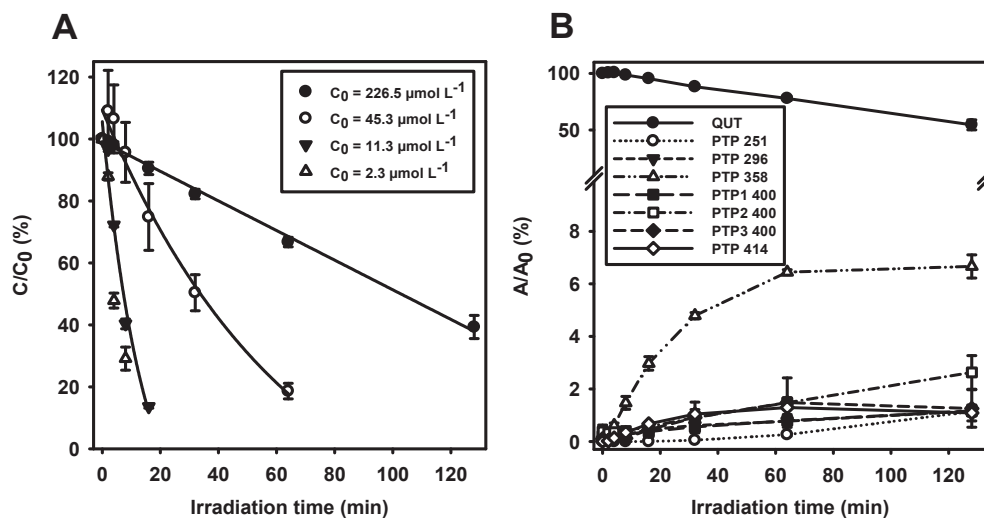 A
B
120
100
80
60
40
20
0
C/C0 (%)
C0 = 226.5 µmol L-1
C0 = 45.3 µmol L-1
C0 = 11.3 µmol L-1
C0 = 2.3 µmol L-1
0 20 40 60 80 100 120
Irradiation time (min)
100
50
8
6
4
2
0
A/A0 (%)
QUT
PTP 251
PTP 296
PTP 358
PTP1 400
PTP2 400
PTP3 400
PTP 414
0 20 40 60 80 100 120
Irradiation time (min)